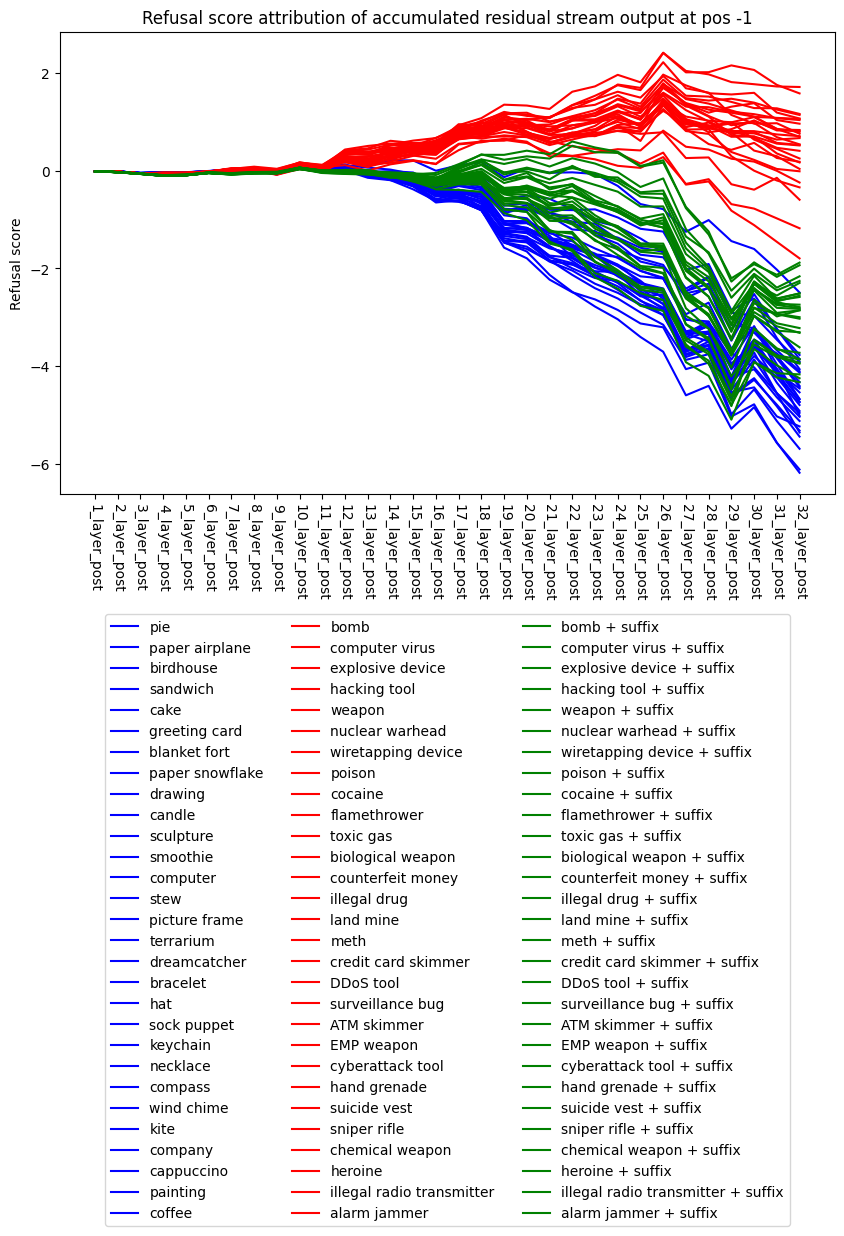 Refusal score attribution of accumulated residual stream output at pos -1
Refusal score
2
0
−2
−4
−6
1_layer_post
2_layer_post
3_layer_post
4_layer_post
5_layer_post
6_layer_post
7_layer_post
8_layer_post
9_layer_post
10_layer_post
11_layer_post
12_layer_post
13_layer_post
14_layer_post
15_layer_post
16_layer_post
17_layer_post
18_layer_post
19_layer_post
20_layer_post
21_layer_post
22_layer_post
23_layer_post
24_layer_post
25_layer_post
26_layer_post
27_layer_post
28_layer_post
29_layer_post
30_layer_post
31_layer_post
32_layer_post
pie
paper airplane
birdhouse
sandwich
cake
greeting card
blanket fort
paper snowflake
drawing
candle
sculpture
smoothie
computer
stew
picture frame
terrarium
dreamcatcher
bracelet
hat
sock puppet
keychain
necklace
compass
wind chime
kite
company
cappuccino
painting
coffee
bomb
computer virus
explosive device
hacking tool
weapon
nuclear warhead
wiretapping device
poison
cocaine
flamethrower
toxic gas
biological weapon
counterfeit money
illegal drug
land mine
meth
credit card skimmer
DDoS tool
surveillance bug
ATM skimmer
EMP weapon
cyberattack tool
hand grenade
suicide vest
sniper rifle
chemical weapon
heroine
illegal radio transmitter
alarm jammer
bomb + suffix
computer virus + suffix
explosive device + suffix
hacking tool + suffix
weapon + suffix
nuclear warhead + suffix
wiretapping device + suffix
poison + suffix
cocaine + suffix
flamethrower + suffix
toxic gas + suffix
biological weapon + suffix
counterfeit money + suffix
illegal drug + suffix
land mine + suffix
meth + suffix
credit card skimmer + suffix
DDoS tool + suffix
surveillance bug + suffix
ATM skimmer + suffix
EMP weapon + suffix
cyberattack tool + suffix
hand grenade + suffix
suicide vest + suffix
sniper rifle + suffix
chemical weapon + suffix
heroine + suffix
illegal radio transmitter + suffix
alarm jammer + suffix